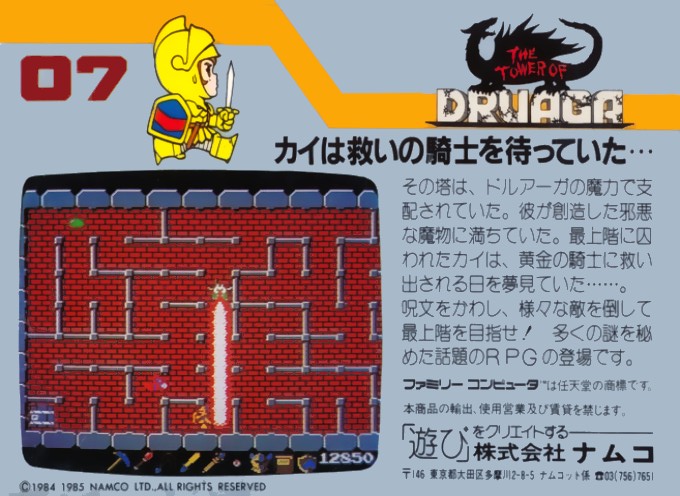 07
THE
TOWER OF
DRUAGA
カイは救いの騎士を待っていた…
その塔は、ドルアーガの魔力で支
配されていた。彼が創造した邪悪
な魔物に満ちていた。最上階に囚
われたカイは、黄金の騎士に救い
出される日を夢見ていた……。
呪文をかわし、様々な敵を倒して
最上階を目指せ! 多くの謎を秘
めた話題のRPGの登場です。
ファミリー コンピュータ™は任天堂の商標です。
本商品の輸出、使用営業及び賃貸を禁じます。
「遊び」をクリエイトする
株式会社 ナムコ
〒146 東京都大田区多摩川2-8-5 ナムコット係 ☎03(756)7651
12850
©1984 1985 NAMCO LTD.,ALL RIGHTS RESERVED